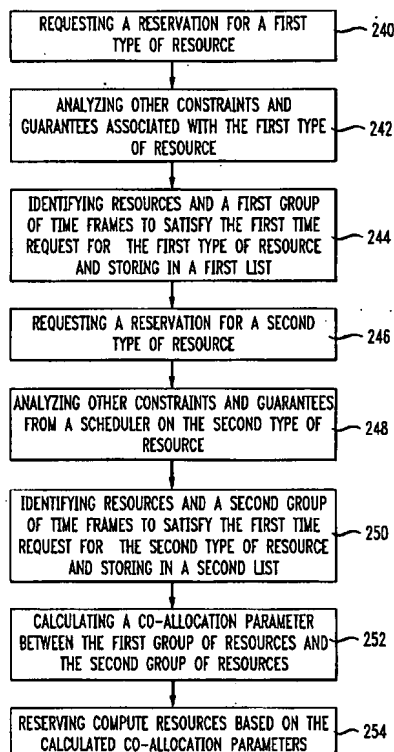 REQUESTING A RESERVATION FOR A FIRST
TYPE OF RESOURCE
240
ANALYZING OTHER CONSTRAINTS AND
GUARANTEES ASSOCIATED WITH THE FIRST TYPE
OF RESOURCE
242
IDENTIFYING RESOURCES AND A FIRST GROUP
OF TIME FRAMES TO SATISFY THE FIRST TIME
REQUEST FOR THE FIRST TYPE OF RESOURCE
AND STORING IN A FIRST LIST
244
REQUESTING A RESERVATION FOR A SECOND
TYPE OF RESOURCE
246
ANALYZING OTHER CONSTRAINTS AND GUARANTEES
FROM A SCHEDULER ON THE SECOND TYPE OF
RESOURCE
248
IDENTIFYING RESOURCES AND A SECOND GROUP
OF TIME FRAMES TO SATISFY THE FIRST TIME
REQUEST FOR THE SECOND TYPE OF RESOURCE
AND STORING IN A SECOND LIST
250
CALCULATING A CO-ALLOCATION PARAMETER
BETWEEN THE FIRST GROUP OF RESOURCES AND
THE SECOND GROUP OF RESOURCES
252
RESERVING COMPUTE RESOURCES BASED ON THE
CALCULATED CO-ALLOCATION PARAMETERS
254